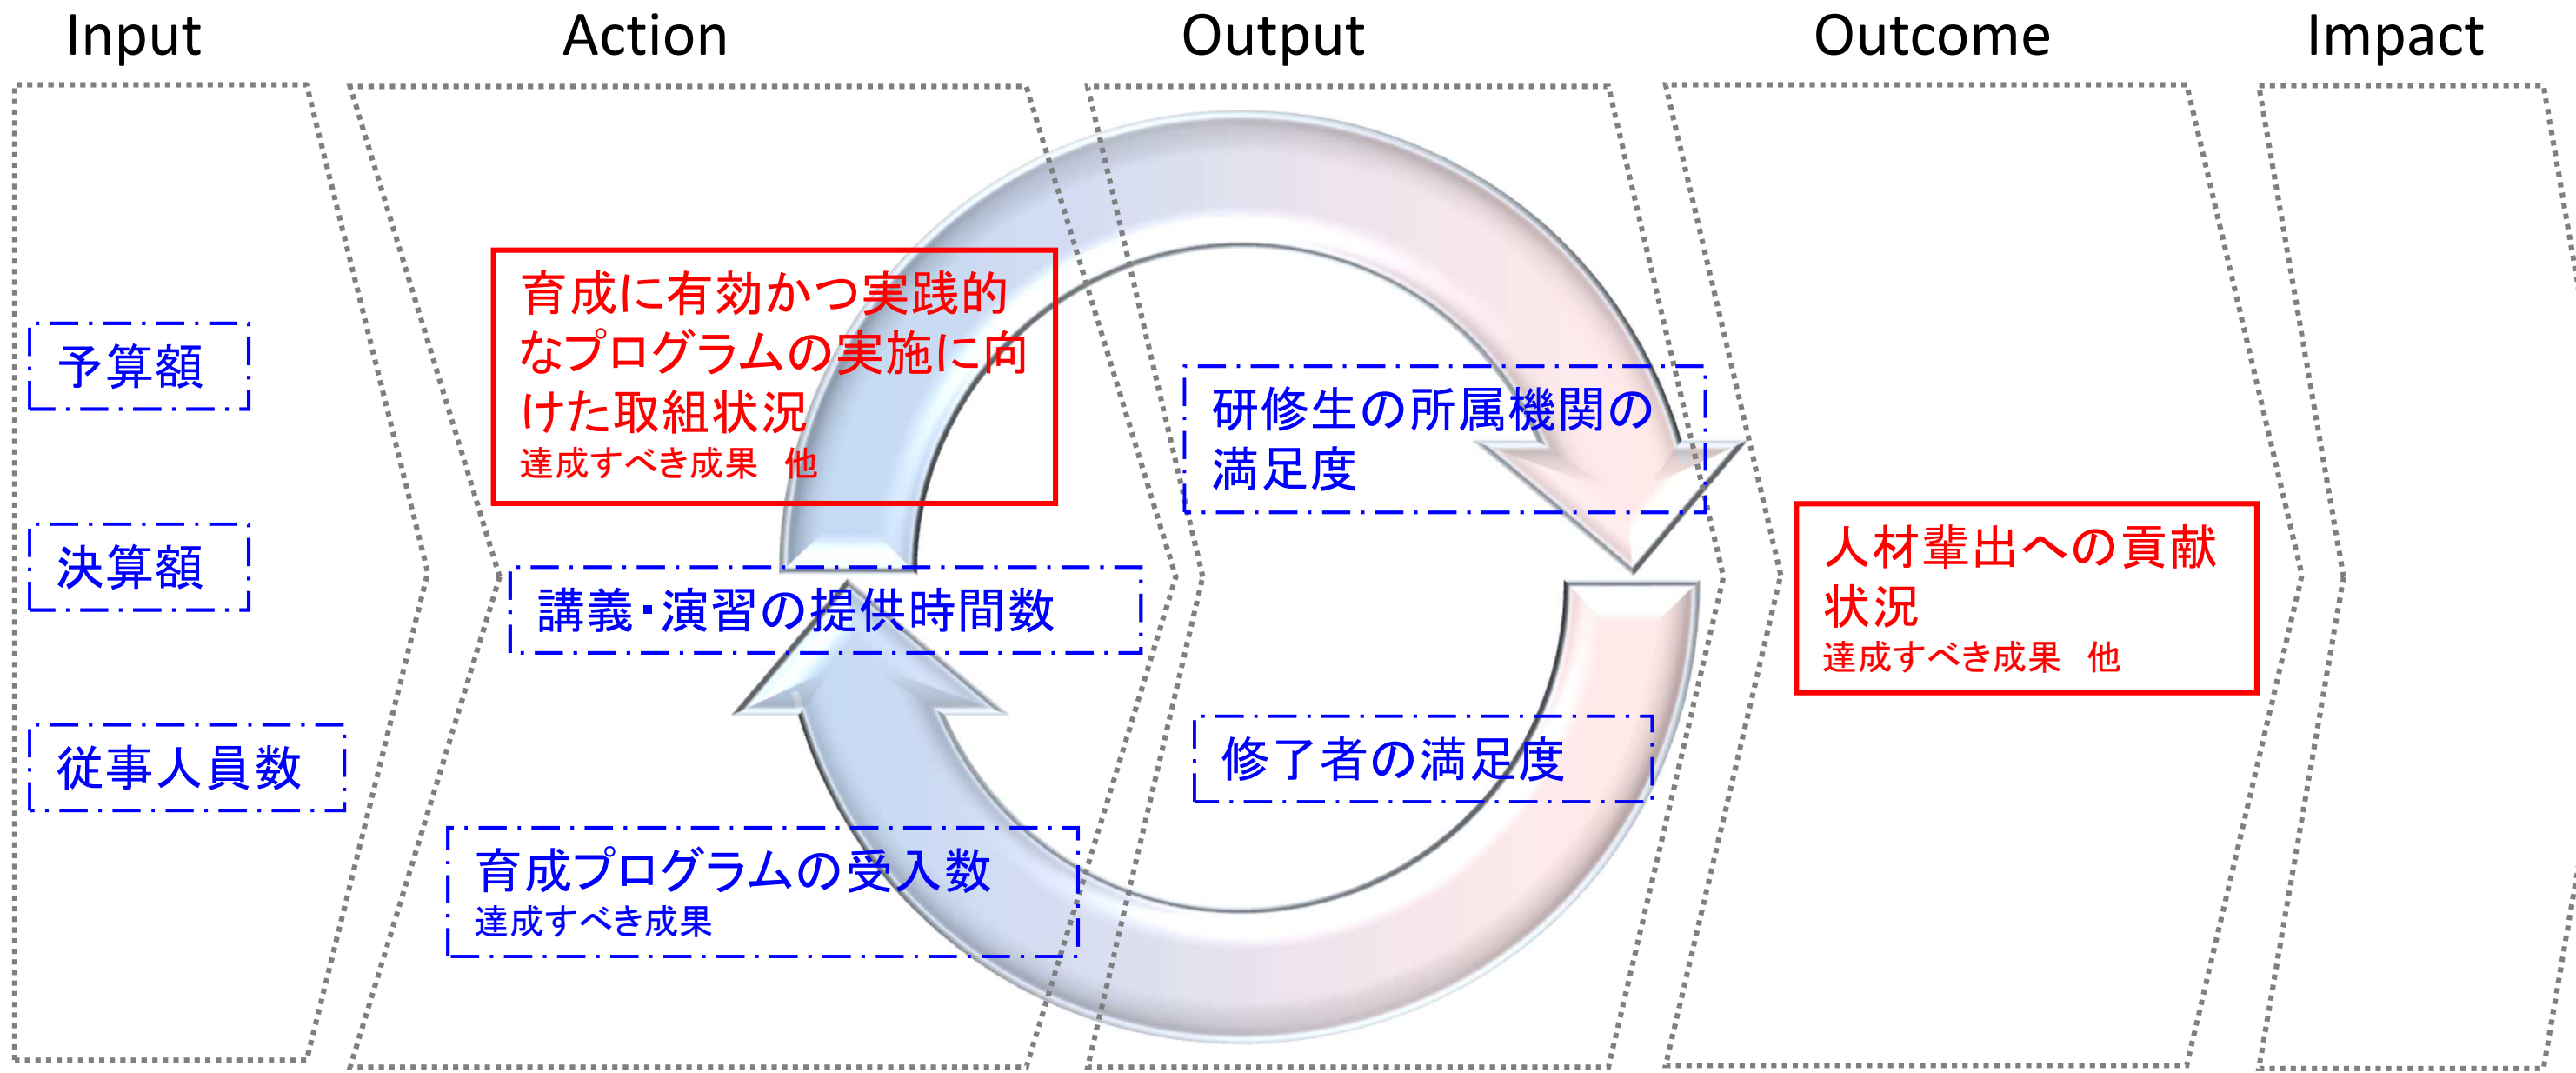 Input
Action
Output
Outcome
Impact
予算額
決算額
従事人員数
育成に有効かつ実践的
なプログラムの実施に向
けた取組状況
達成すべき成果　他
講義・演習の提供時間数
育成プログラムの受入数
達成すべき成果
研修生の所属機関の
満足度
修了者の満足度
人材輩出への貢献
状況
達成すべき成果　他